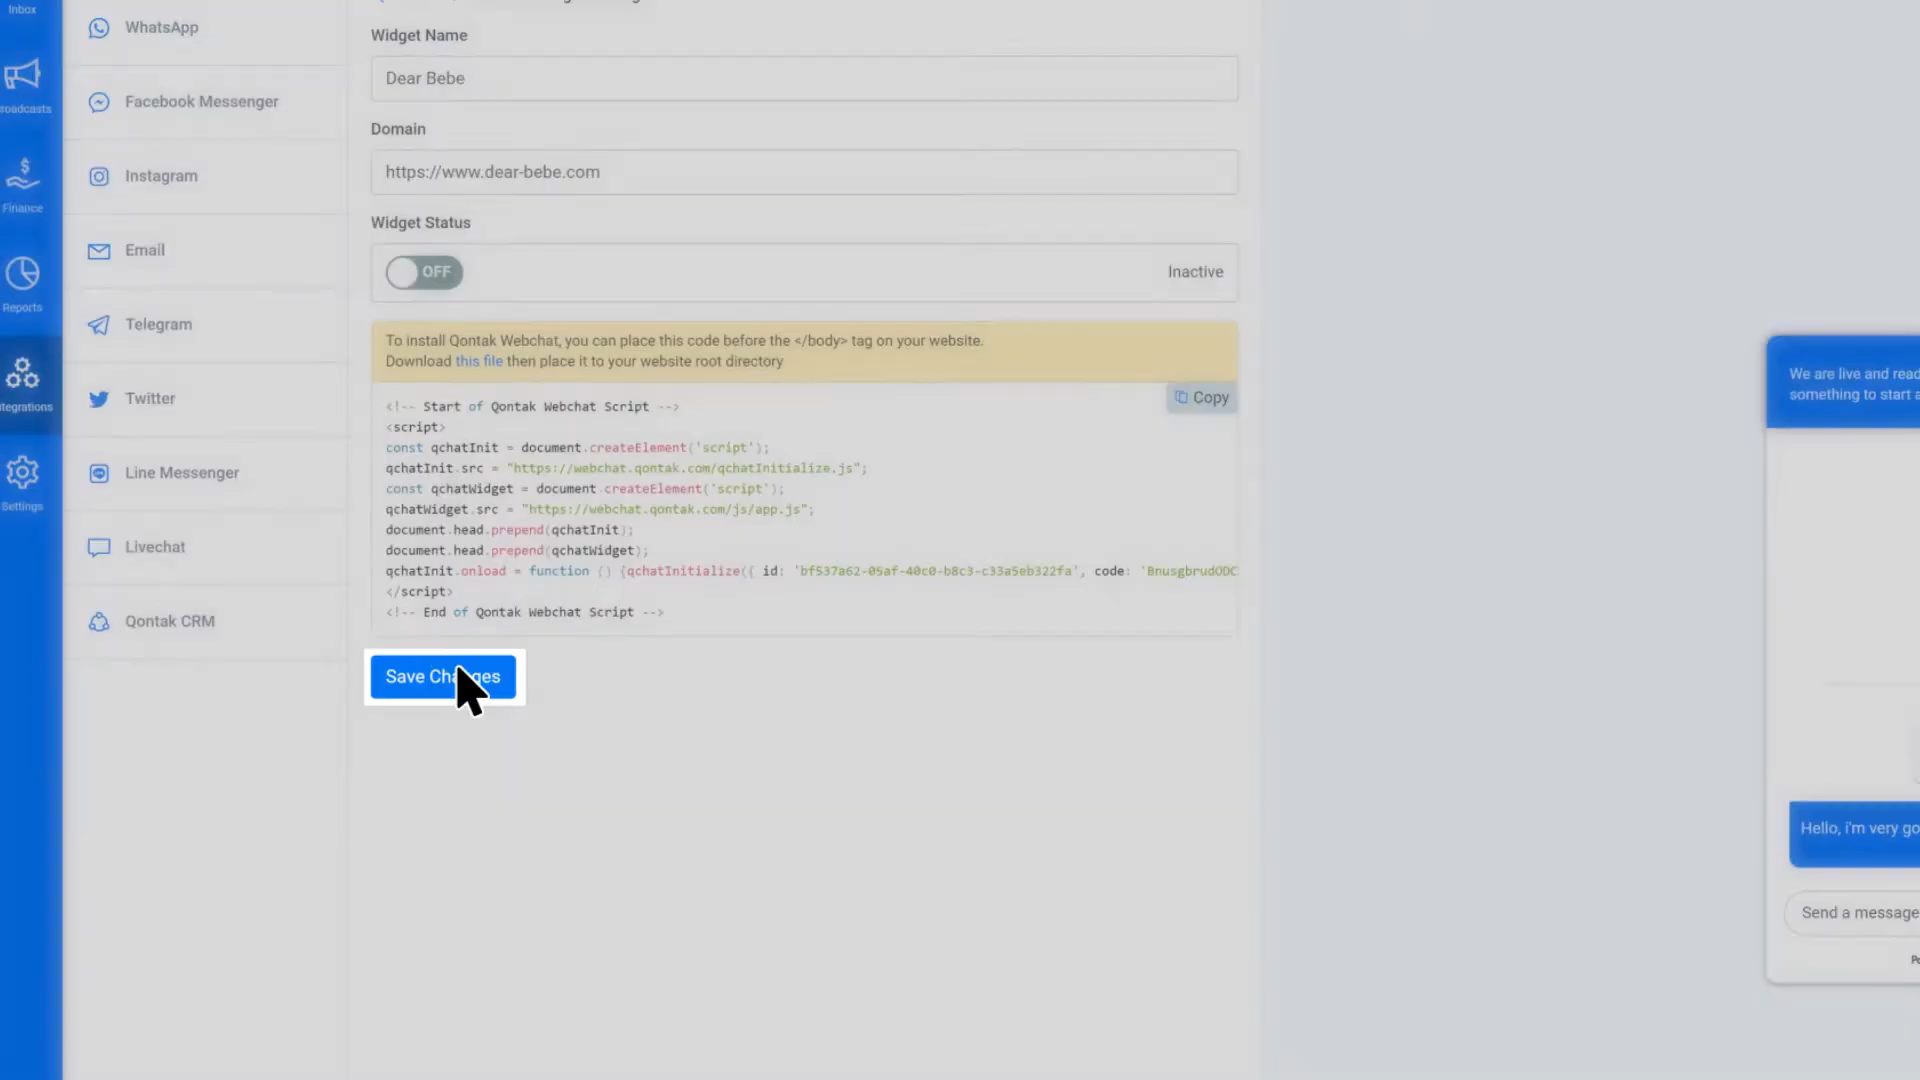 Inbox
roadcasts
Finance
Reports
tegrations
Settings
WhatsApp
Facebook Messenger
Instagram
Email
Telegram
Twitter
Line Messenger
Livechat
Qontak CRM
Widget Name
Dear Bebe
Domain
https://www.dear-bebe.com
Widget Status
OFF
Inactive
To install Qontak Webchat, you can place this code before the </body> tag on your website.
Download this file then place it to your website root directory
Copy
<!-- Start of Qontak Webchat Script -->
<script>
const qchatInit = document.createElement('script');
qchatInit.src = "https://webchat.qontak.com/qchatInitialize.js";
const qchatWidget = document.createElement('script');
qchatWidget.src = "https://webchat.qontak.com/js/app.js";
document.head.prepend(qchatInit);
document.head.prepend(qchatWidget);
qchatInit.onload = function () {qchatInitialize({ id: 'bf537a62-05af-40c0-b8c3-c33a5eb322fa', code: 'BnusgbrudODC
</script>
<!-- End of Qontak Webchat Script -->
Save Changes
We are live and read
something to start a
Hello, i'm very go
Send a message